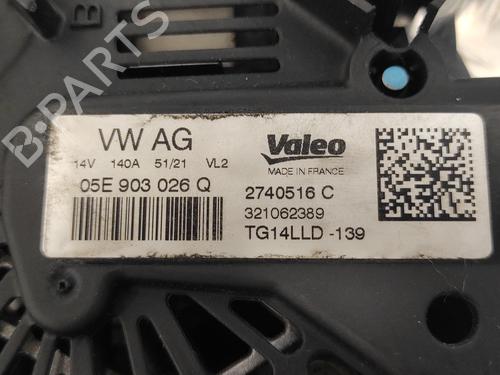 B
B-PARTS
VW AG
14V 140A 51/21 VL2
05E 903 026 Q
Valeo
MADE IN FRANCE
2740516 C
321062389
TG14LLD -139